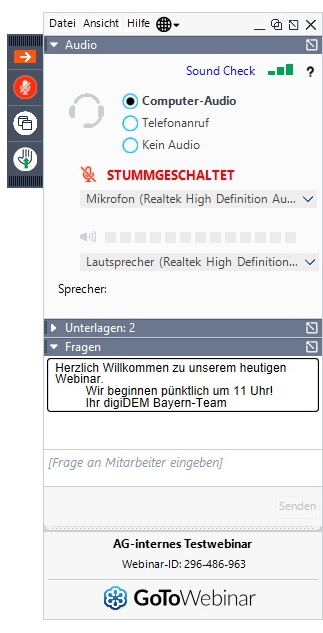 Datei Ansicht Hilfe
Audio
Sound Check ?
Computer-Audio
Telefonanruf
Kein Audio
STUMMGESCHALTET
Mikrofon (Realtek High Definition Au...
Lautsprecher (Realtek High Definition...
Sprecher:
Unterlagen: 2
Fragen
Herzlich Willkommen zu unserem heutigen
Webinar.
Wir beginnen pünktlich um 11 Uhr!
Ihr digiDEM Bayern-Team
[Frage an Mitarbeiter eingeben]
Senden
AG-internes Testwebinar
Webinar-ID: 296-486-963
GoToWebinar